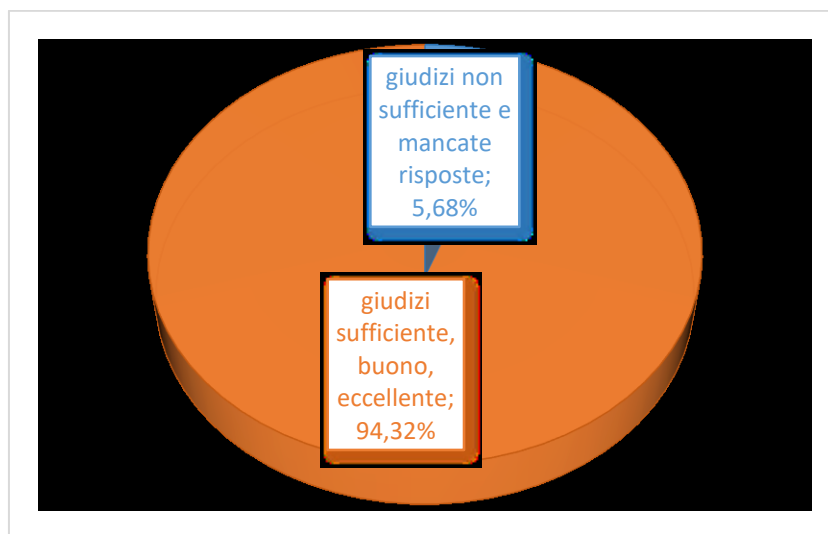 giudizi non
sufficiente e
mancate
risposte;
5,68%
giudizi
sufficiente,
buono,
eccellente;
94,32%